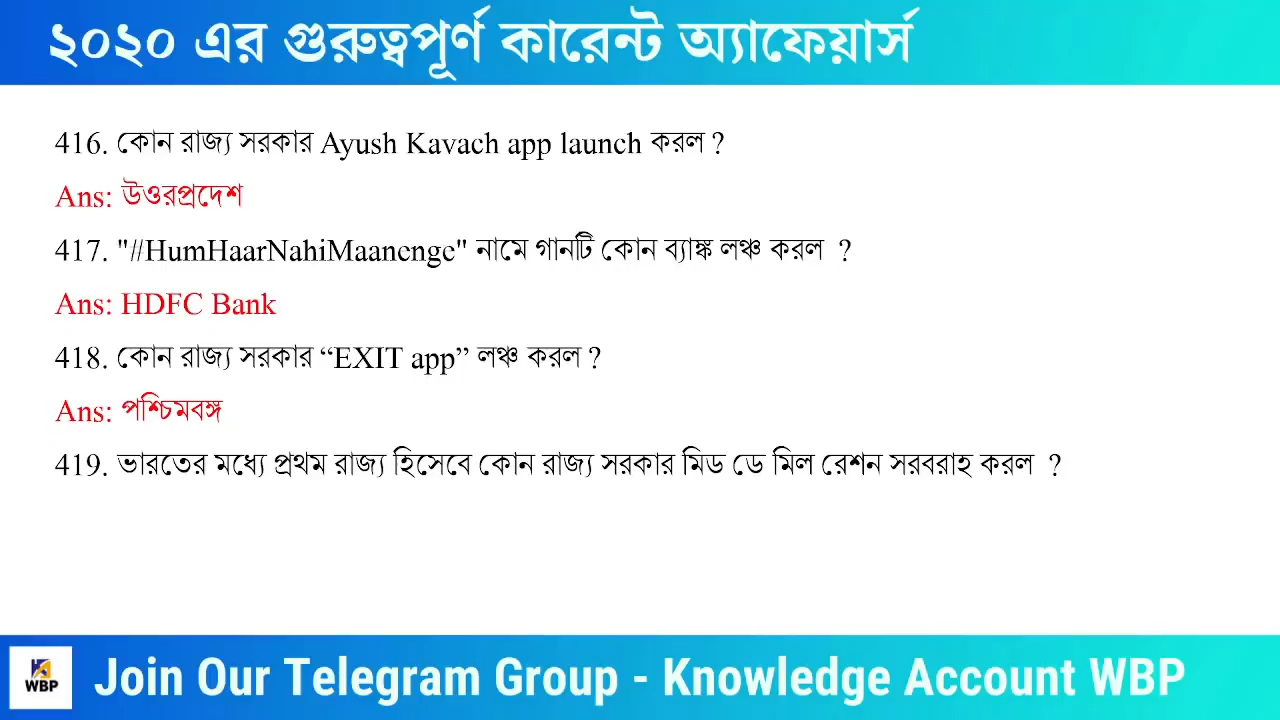 ২০২০ এর গুরুত্বপূর্ণ কারেন্ট অ্যাফেয়ার্স
416. কোন রাজ্য সরকার Ayush Kavach app launch করল ?
Ans: উওরপ্রদেশ
417. "#HumHaarNahiMaanenge" নামে গানটি কোন ব্যাঙ্ক লঞ্চ করল ?
Ans: HDFC Bank
418. কোন রাজ্য সরকার “EXIT app” লঞ্চ করল ?
Ans: পশ্চিমবঙ্গ
419. ভারতের মধ্যে প্রথম রাজ্য হিসেবে কোন রাজ্য সরকার মিড ডে মিল রেশন সরবরাহ করল ?
WBP
Join Our Telegram Group - Knowledge Account WBP